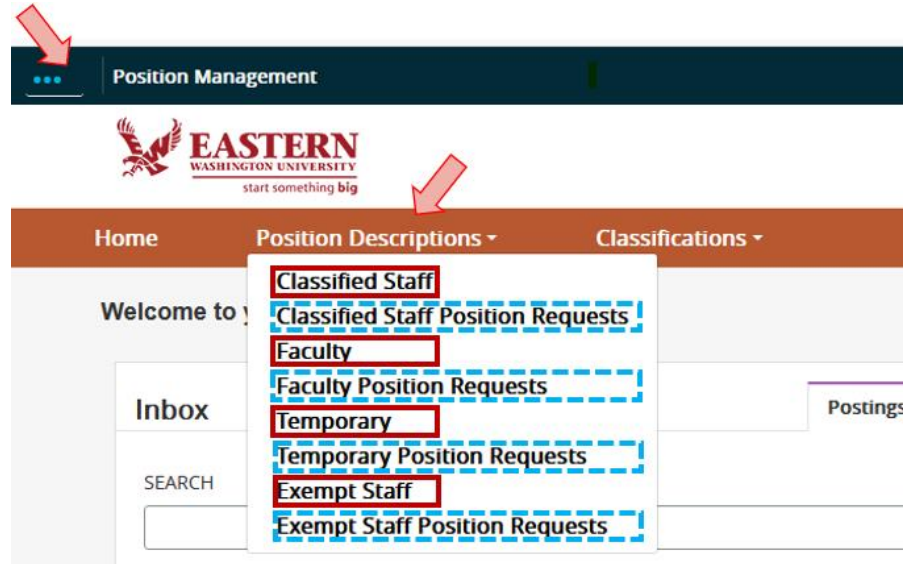 Position Management
EASTERN
WASHINGTON UNIVERSITY
start something big
Home Position Descriptions Classifications
Classified Staff
Welcome to
Classified Staff Position Requests
Faculty
Faculty Position Requests
Inbox
Postings
Temporary
Temporary Position Requests
SEARCH
Exempt Staff
Exempt Staff Position Requests